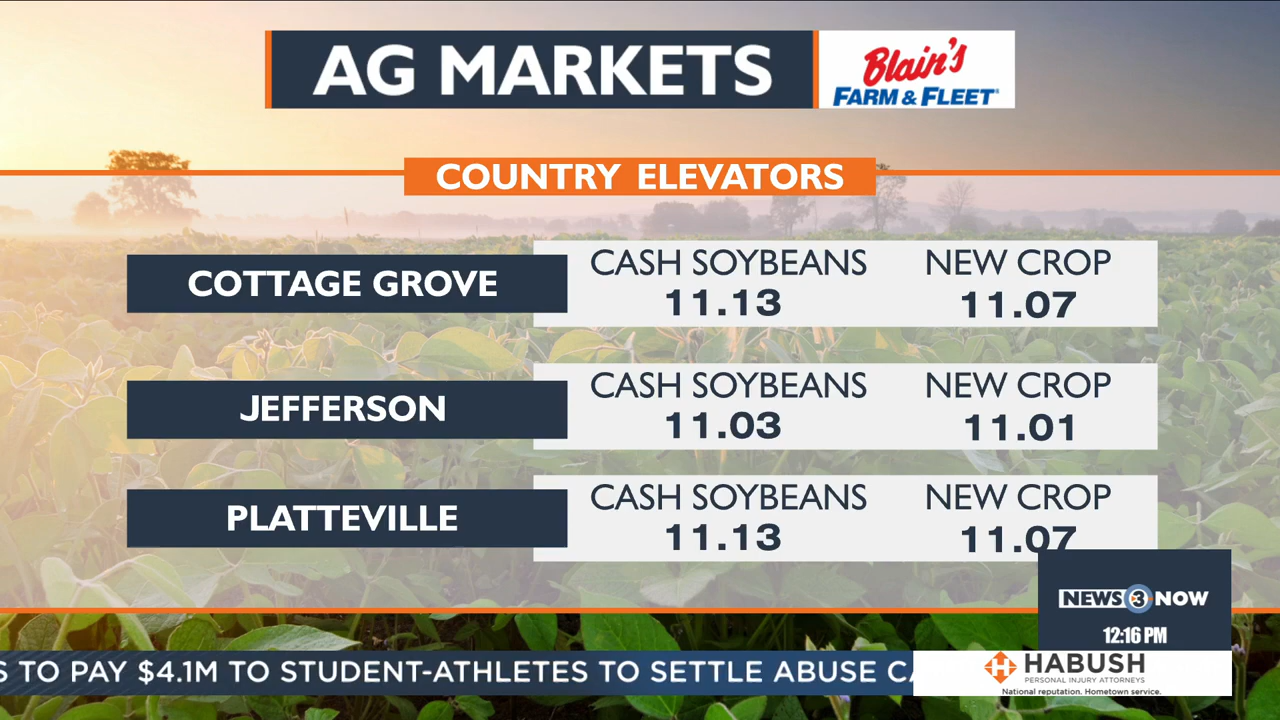 AG MARKETS
Blain's
FARM & FLEET
COUNTRY ELEVATORS
COTTAGE GROVE
CASH SOYBEANS
NEW CROP
11.13
11.07
JEFFERSON
CASH SOYBEANS
NEW CROP
11.03
11.01
PLATTEVILLE
CASH SOYBEANS
NEW CROP
11.13
11.07
NEWS 3 NOW
12:16 PM
S TO PAY $4.1M TO STUDENT-ATHLETES TO SETTLE ABUSE
HABUSH
PERSONAL INJURY ATTORNEYS
National reputation. Hometown service.